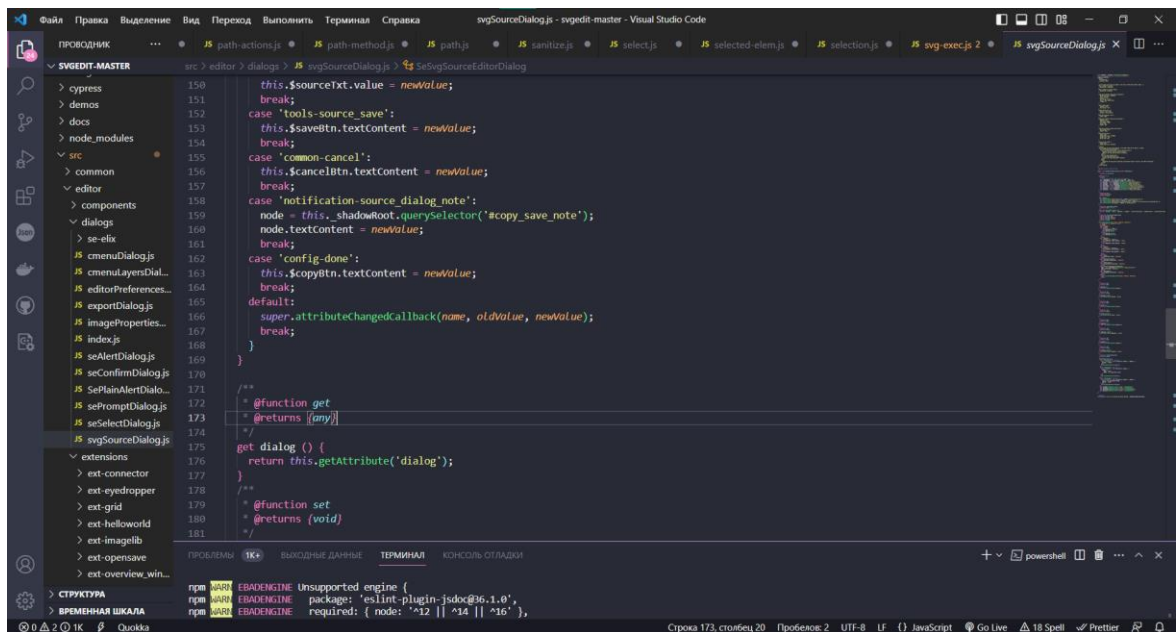 Файл Правка Выделение Вид Переход Выполнить Терминал Справка svgSourceDialog.js - svgedit-master - Visual Studio Code
ПРОВОДНИК ··· JS path-actions.js JS path-method.js JS path.js JS sanitize.js JS select.js JS selected-elem.js JS selection.js JS svg-exec.js 2 JS svgSourceDialog.js
SVGEDIT-MASTER
src > editor > dialogs > JS svgSourceDialog.js > SeSvgSourceEditorDialog
> cypress
> demos
> docs
> node_modules
src
> common
editor
> components
dialogs
> se-elix
JS cmenuDialog.js
JS cmenuLayersDial...
JS editorPreferences...
JS exportDialog.js
JS imageProperties...
JS index.js
JS seAlertDialog.js
JS seConfirmDialog.js
JS SePlainAlertDialo...
JS sePromptDialog.js
JS seSelectDialog.js
JS svgSourceDialog.js
extensions
> ext-connector
> ext-eyedropper
> ext-grid
> ext-helloworld
> ext-imagelib
> ext-opensave
> ext-overview_win...
> СТРУКТУРА
> ВРЕМЕННАЯ ШКАЛА
150 this.$sourceTxt.value = newValue;
151 break;
152 case 'tools-source_save':
153 this.$saveBtn.textContent = newValue;
154 break;
155 case 'common-cancel':
156 this.$cancelBtn.textContent = newValue;
157 break;
158 case 'notification-source_dialog_note':
159 node = this._shadowRoot.querySelector('#copy_save_note');
160 node.textContent = newValue;
161 break;
162 case 'config-done':
163 this.$copyBtn.textContent = newValue;
164 break;
165 default:
166 super.attributeChangedCallback(name, oldValue, newValue);
167 break;
168 }
169 }
170
171 /**
172 * @function get
173 * @returns {any}
174 */
175 get dialog () {
176 return this.getAttribute('dialog');
177 }
178 /**
179 * @function set
180 * @returns {void}
181 */
ПРОБЛЕМЫ 1K+ ВЫХОДНЫЕ ДАННЫЕ ТЕРМИНАЛ КОНСОЛЬ ОТЛАДКИ powershell
npm WARN EBADENGINE Unsupported engine {
npm WARN EBADENGINE package: 'eslint-plugin-jsdoc@36.1.0',
npm WARN EBADENGINE required: { node: '^12 || ^14 || ^16' },
0 2 1K Quokka Строка 173, столбец 20 Пробелов: 2 UTF-8 LF {} JavaScript Go Live 18 Spell Prettier